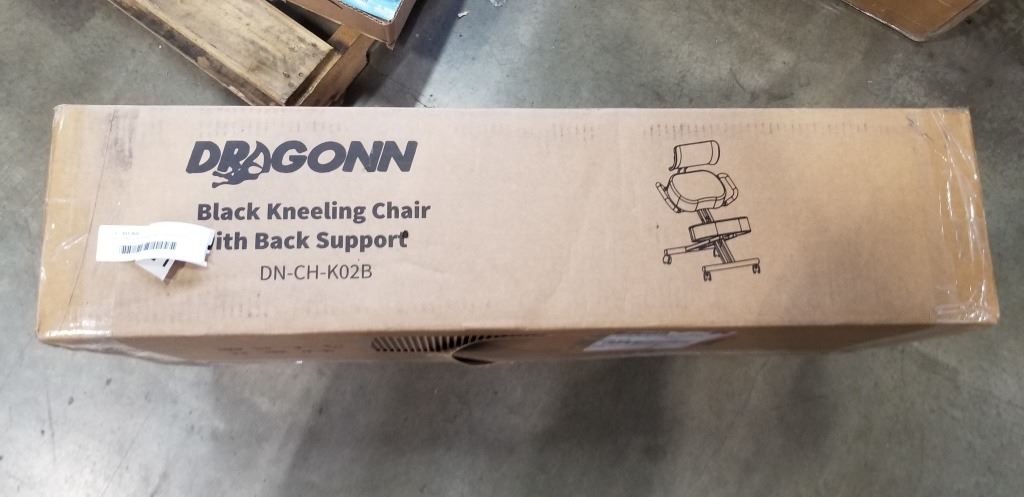 DRAGONN
Black Kneeling Chair
ith Back Support
DN-CH-K02B